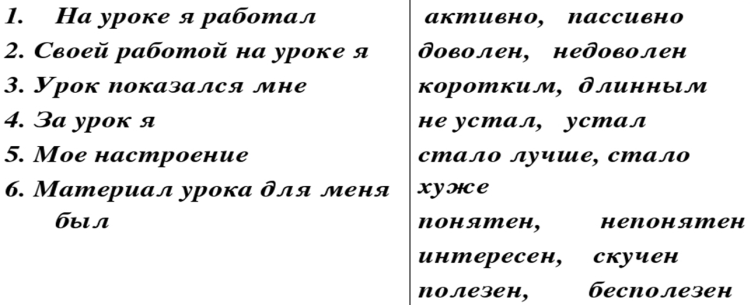 1. На уроке я работал
2. Своей работой на уроке я
3. Урок показался мне
4. За урок я
5. Мое настроение
6. Материал урока для меня
был
активно, пассивно
доволен, недоволен
коротким, длинным
не устал, устал
стало лучше, стало
хуже
понятен, непонятен
интересен, скучен
полезен, бесполезен